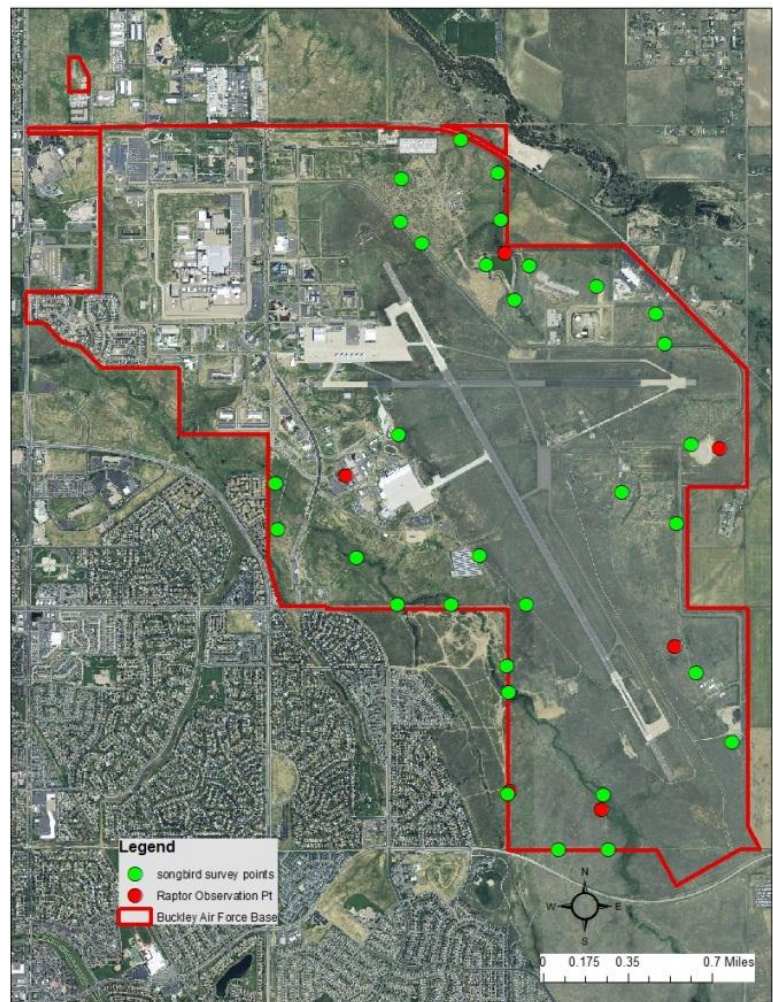 Legend
songbird survey points
Raptor Observation Pt
Buckley Air Force Base
N
W E
S
0 0.175 0.35 0.7 Miles